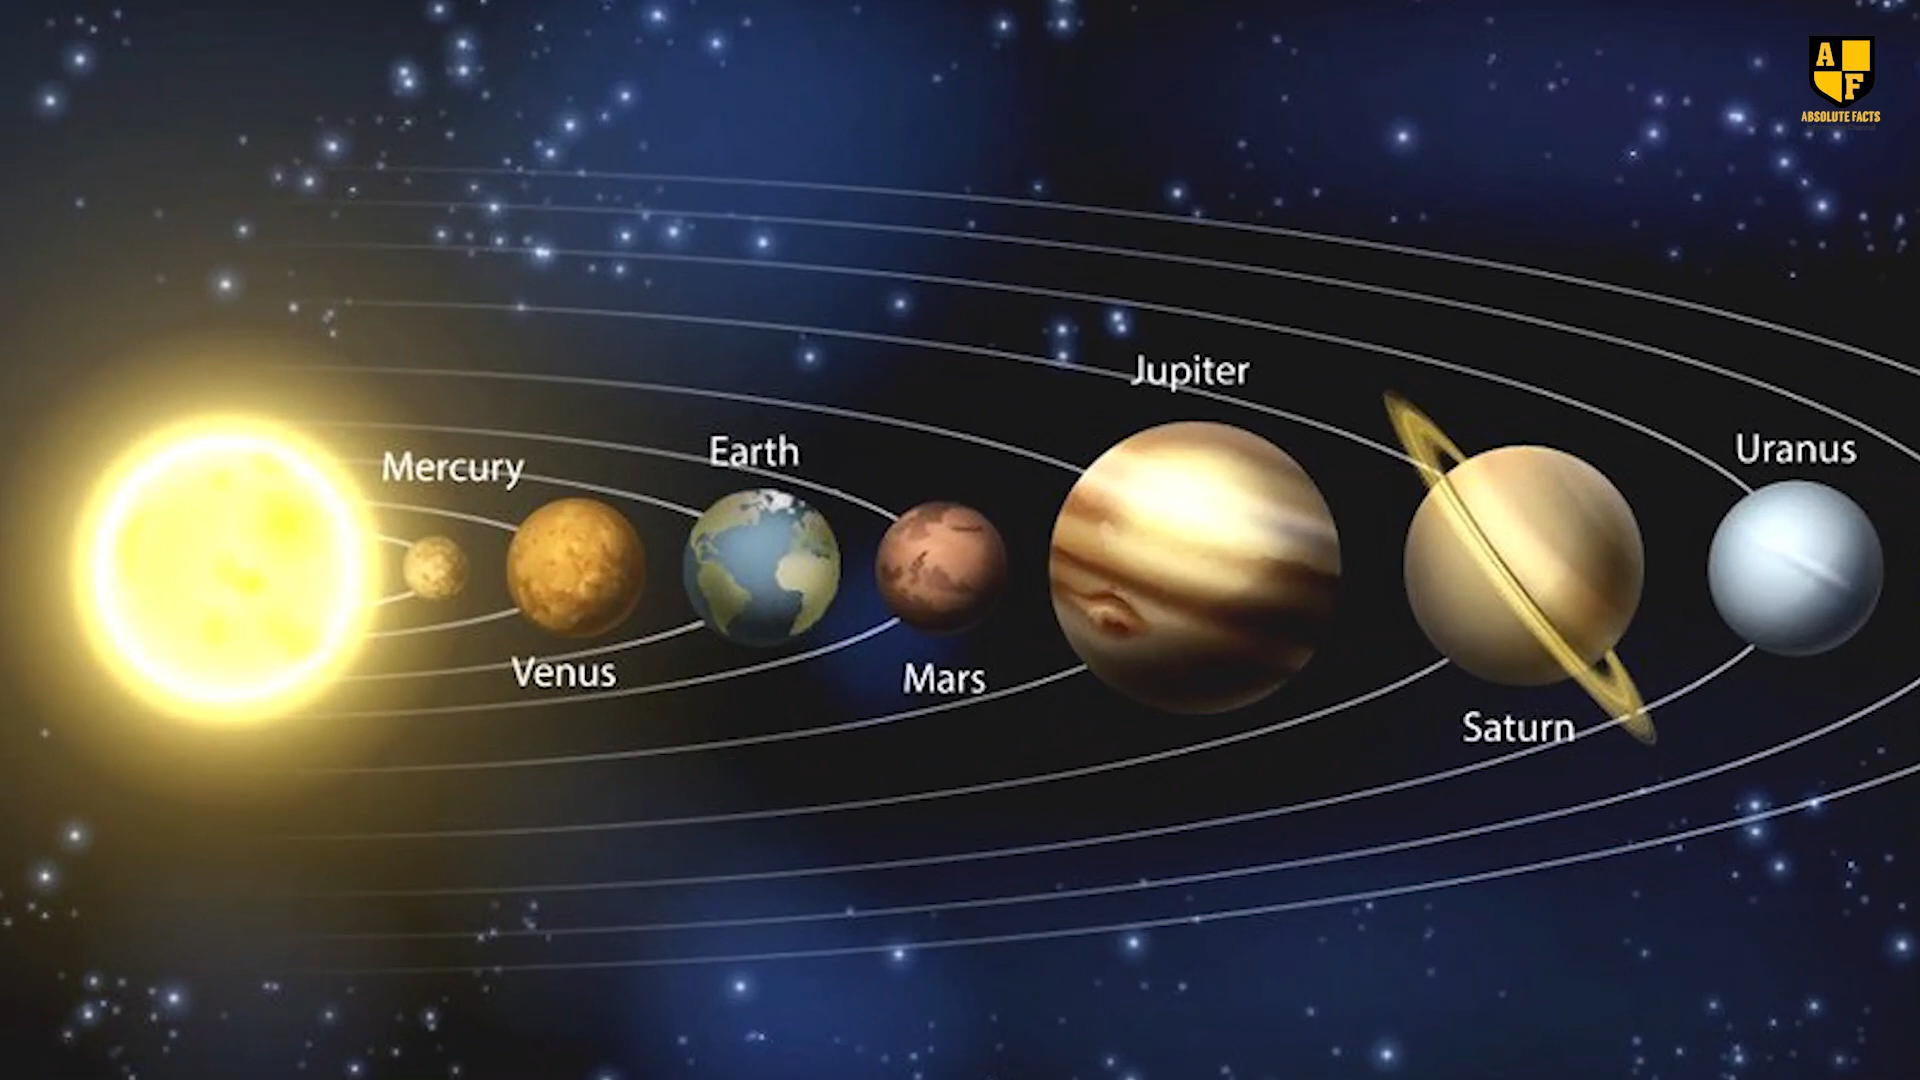 A
F
ABSOLUTE FACTS
Jupiter
Uranus
Earth
Mercury
Venus
Mars
Saturn